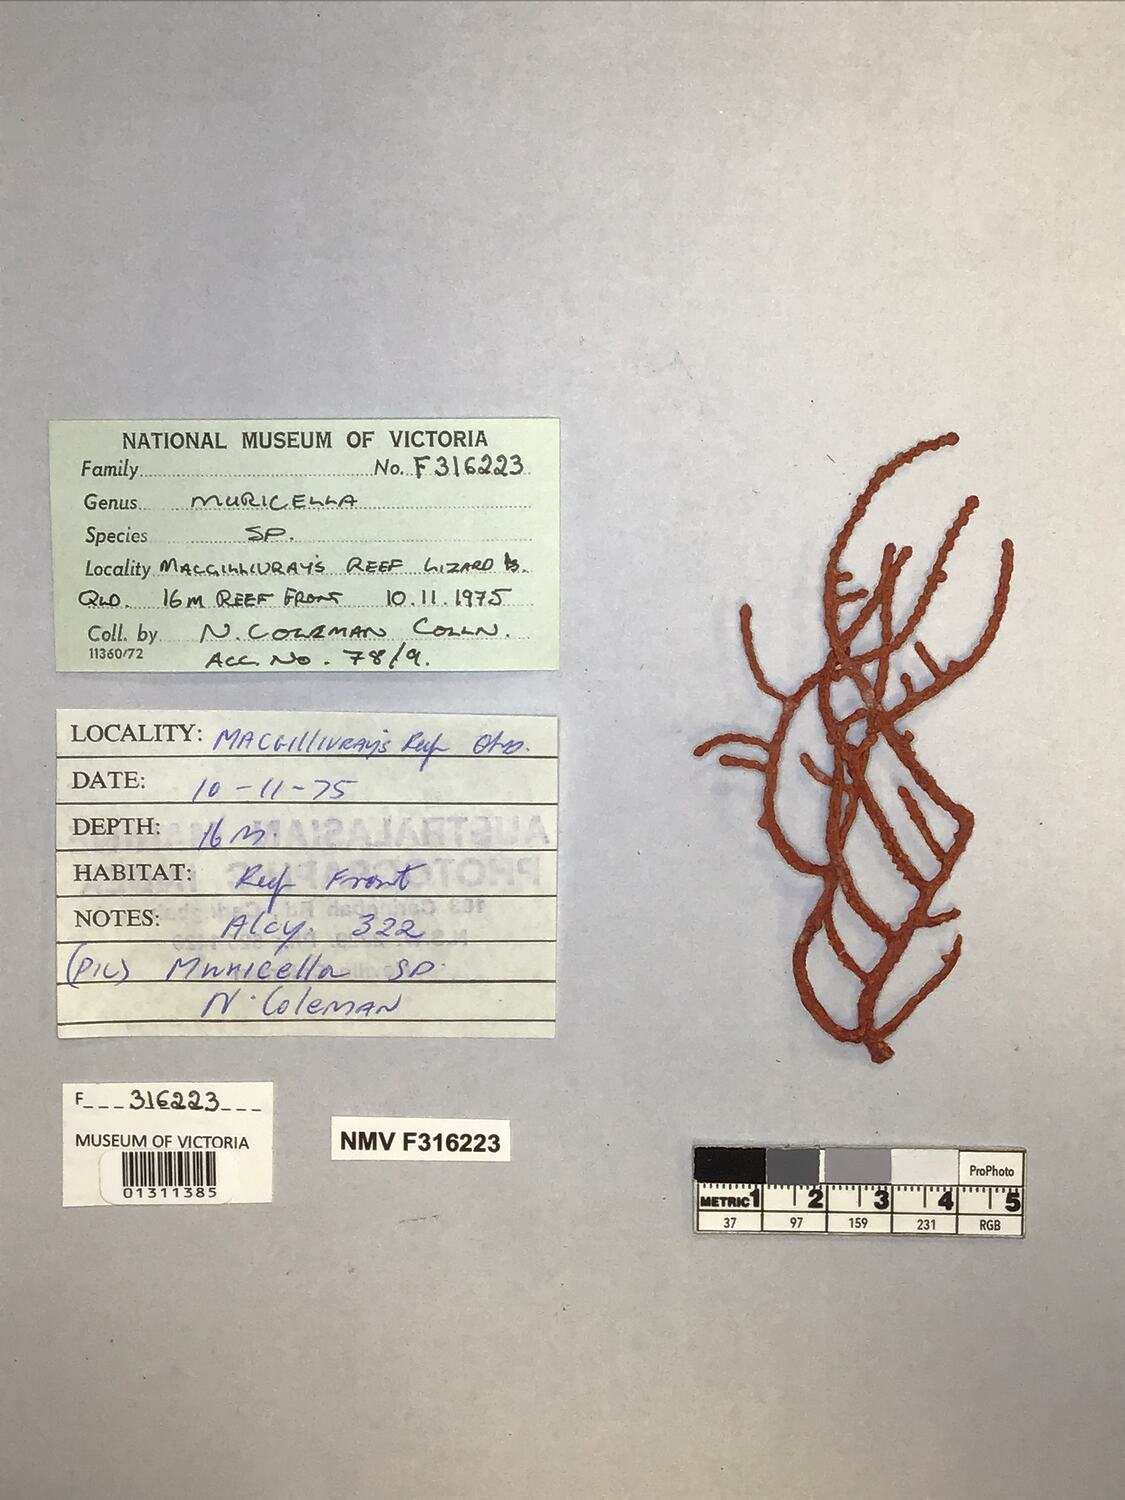 NATIONAL MUSEUM OF VICTORIA
Family No. F316223
Genus MURICELLA
Species SP.
Locality MACGILLIVRAY'S REEF LIZARD Is.
QLD. 16M REEF FRONT 10.11.1975
Coll. by N. COLEMAN COLLN.
11360/72 ACC. No. 78/9.
LOCALITY: MACGillivRAy's Reef
DATE: 10-11-75
DEPTH: 16 M.
HABITAT: Reef Front
NOTES: Alcy. 322
(PIC) Muricella SP.
N. ColeMAN
F 316223
MUSEUM OF VICTORIA
01311385
NMV F316223
ProPhoto
METRIC 1 2 3 4 5
37 97 159 231 RGB